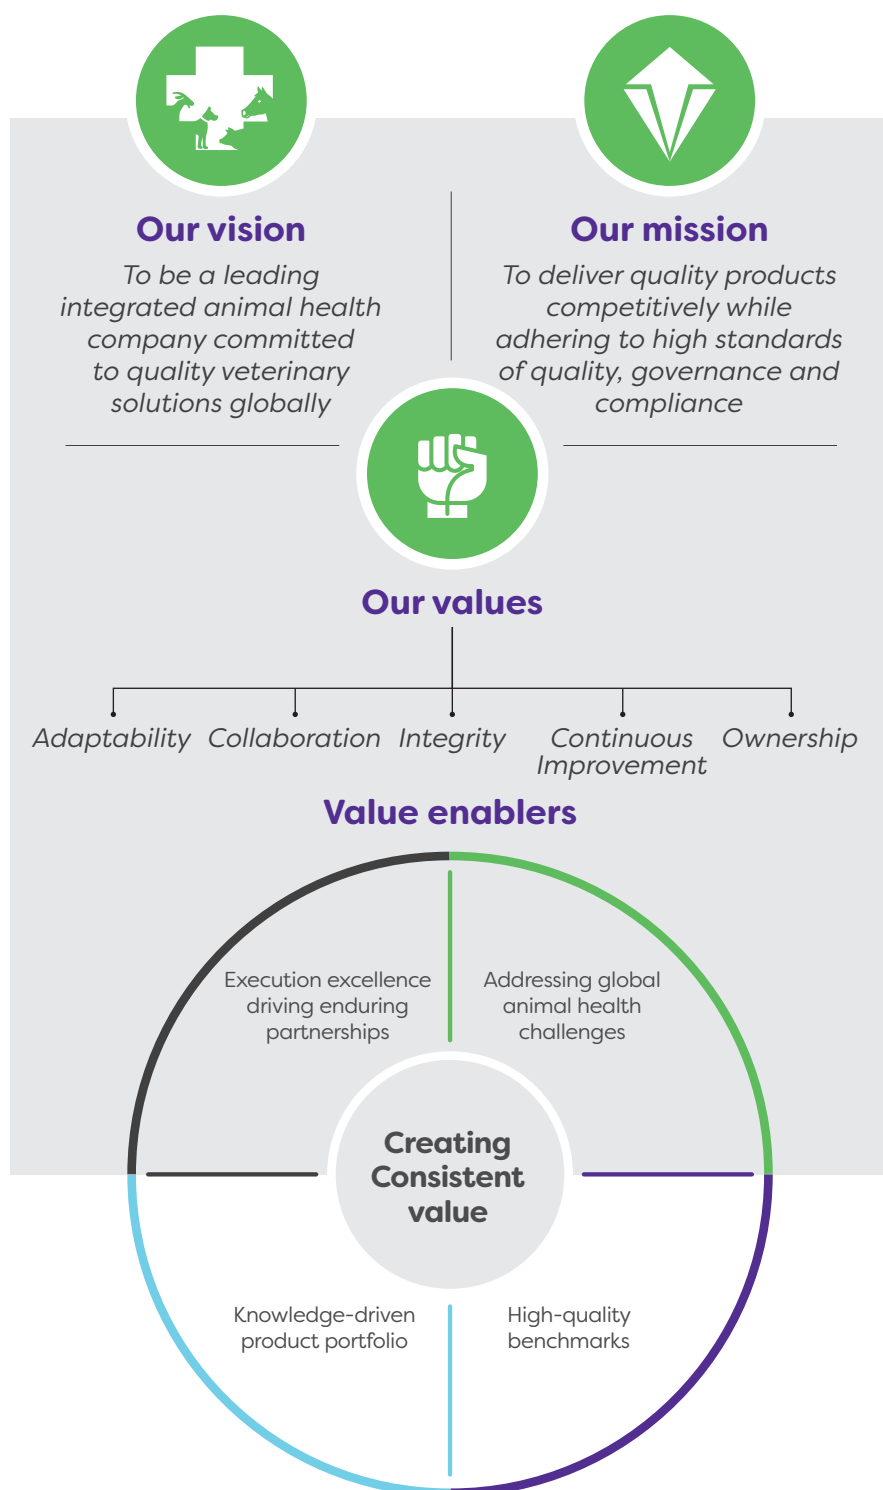 Our vision
To be a leading
integrated animal health
company committed
to quality veterinary
solutions globally
Our mission
To deliver quality products
competitively while
adhering to high standards
of quality, governance and
compliance
Our values
Adaptability
Collaboration
Integrity
Continuous
Improvement
Ownership
Value enablers
Execution excellence
driving enduring
partnerships
Addressing global
animal health
challenges
Creating
Consistent
value
Knowledge-driven
product portfolio
High-quality
benchmarks